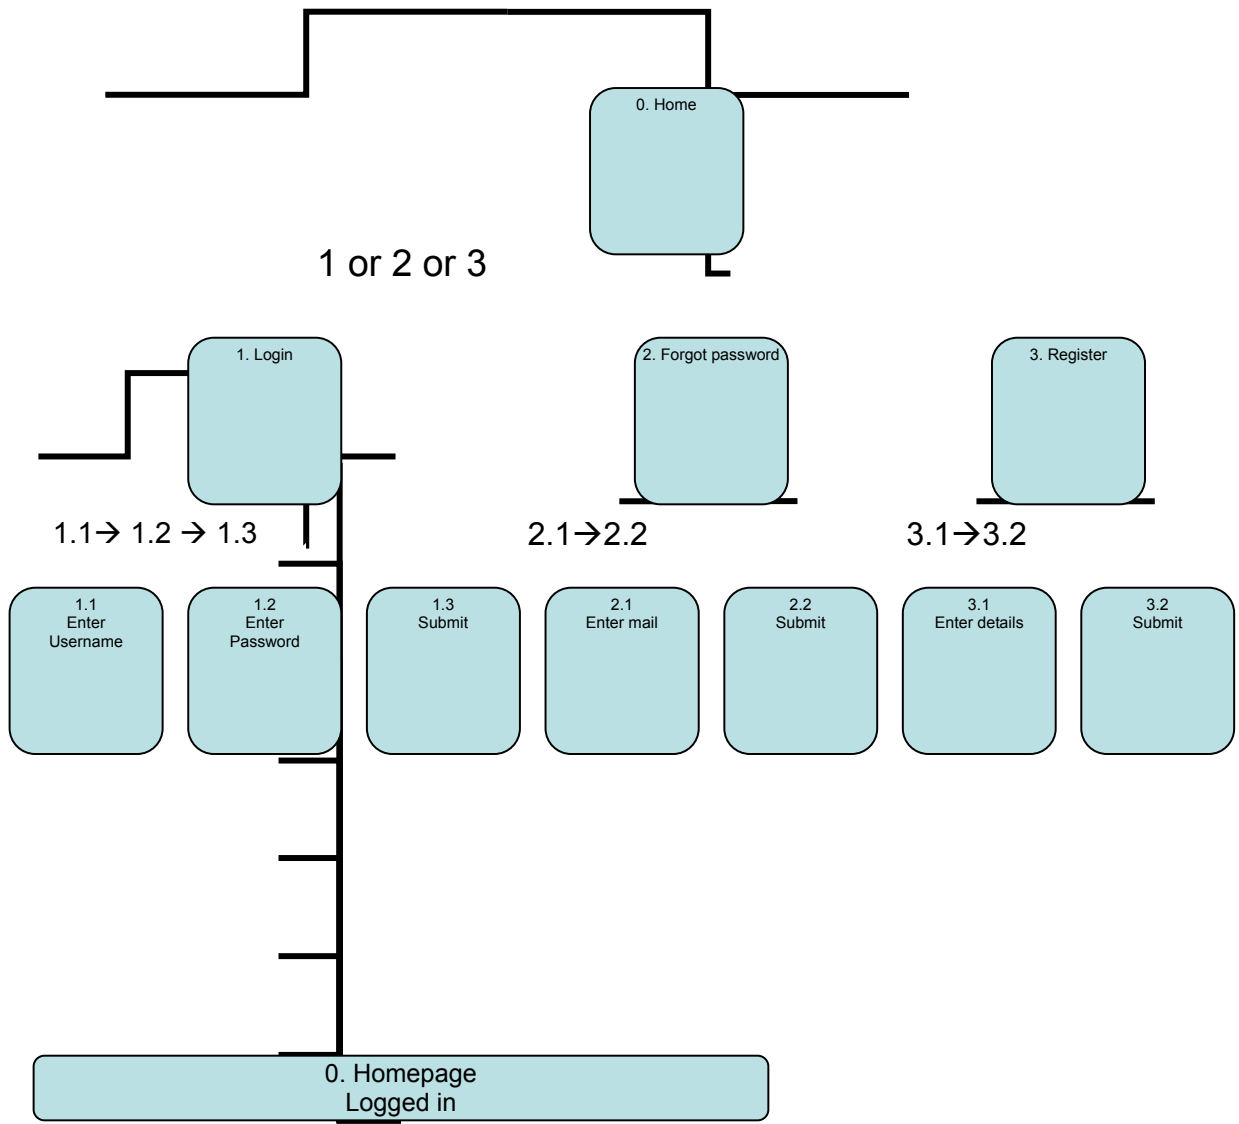 0. Home
1 or 2 or 3
1. Login
2. Forgot password
3. Register
1.1→ 1.2 → 1.3
2.1→2.2
3.1→3.2
1.1
Enter
Username
1.2
Enter
Password
1.3
Submit
2.1
Enter mail
2.2
Submit
3.1
Enter details
3.2
Submit
0. Homepage
Logged in